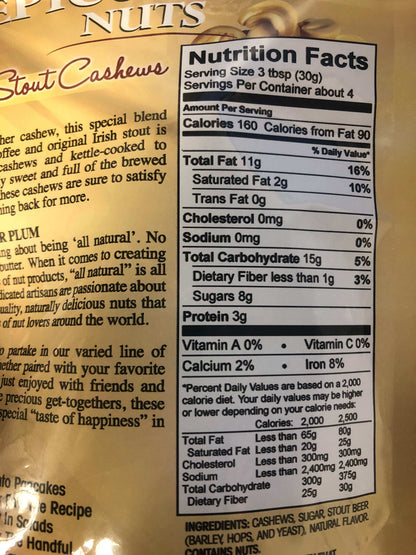 NUTS
Stout Cashews
her cashew, this special blend
offee and original Irish stout is
cashews and kettle-cooked to
y sweet and full of the brewed
hese cashews are sure to satisfy
ning back for more.
R PLUM
ng about being 'all natural'. No
butter. When it comes to creating
of nut products, "all natural" is all
dicated artisans are passionate about
uality, naturally delicious nuts that
of nut lovers around the world.
o partake in our varied line of
hether paired with your favorite
just enjoyed with friends and
e precious get-togethers, these
special "taste of happiness" in
Pancakes
Recipe
In Salads
The Handful
Nutrition Facts
Serving Size 3 tbsp (30g)
Servings Per Container about 4
Amount Per Serving
Calories 160 Calories from Fat 90
% Daily Value*
Total Fat 11g 16%
Saturated Fat 2g 10%
Trans Fat 0g
Cholesterol 0mg 0%
Sodium 0mg 0%
Total Carbohydrate 15g 5%
Dietary Fiber less than 1g 3%
Sugars 8g
Protein 3g
Vitamin A 0% • Vitamin C 0%
Calcium 2% • Iron 8%
*Percent Daily Values are based on a 2,000
calorie diet. Your daily values may be higher
or lower depending on your calorie needs:
Calories: 2,000 2,500
Total Fat Less than 65g 80g
Saturated Fat Less than 20g 25g
Cholesterol Less than 300mg 300mg
Sodium Less than 2,400mg 2,400mg
Total Carbohydrate 300g 375g
Dietary Fiber 25g 30g
INGREDIENTS: CASHEWS, SUGAR, STOUT BEER
(BARLEY, HOPS, AND YEAST), NATURAL FLAVOR.
CONTAINS NUTS.